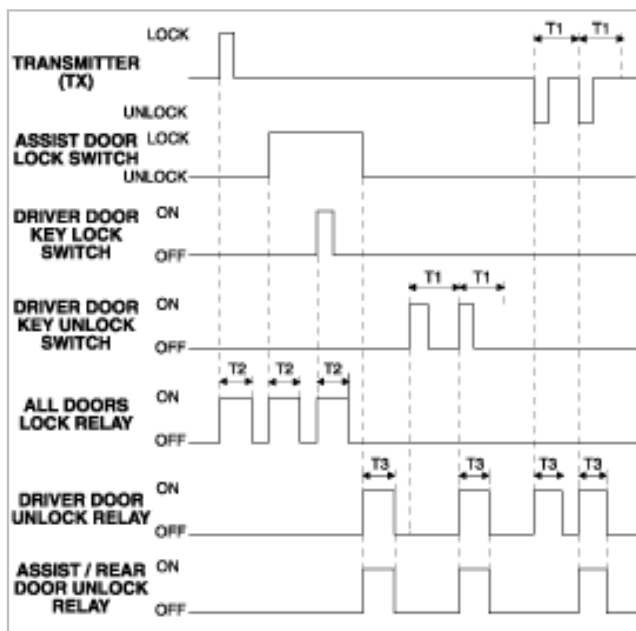 LOCK
T1 T1
TRANSMITTER
(TX)
UNLOCK
ASSIST DOOR
LOCK SWITCH
LOCK
UNLOCK
DRIVER DOOR
KEY LOCK
SWITCH
ON
OFF
T1 T1
DRIVER DOOR
KEY UNLOCK
SWITCH
ON
OFF
T2 T2 T2
ALL DOORS
LOCK RELAY
ON
OFF
T3 T3 T3 T3
DRIVER DOOR
UNLOCK RELAY
ON
OFF
ASSIST / REAR
DOOR UNLOCK
RELAY
ON
OFF